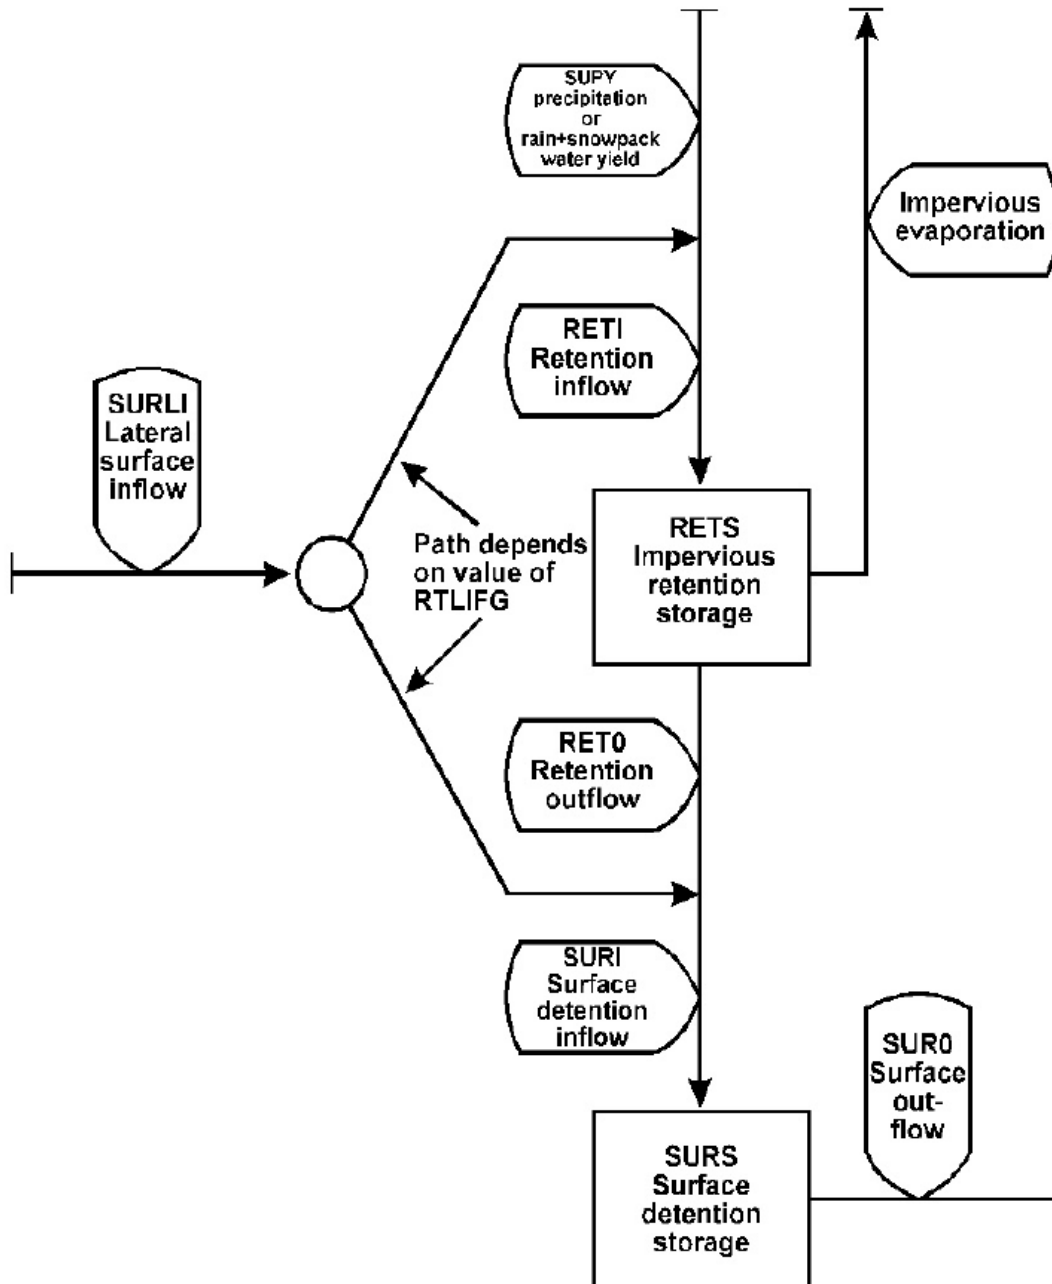 SUPY
precipitation
or
rain+snowpack
water yield
Impervious
evaporation
RETI
Retention
inflow
SURLI
Lateral
surface
inflow
Path depends
on value of
RTLIFG
RETS
Impervious
retention
storage
RET0
Retention
outflow
SURI
Surface
detention
inflow
SUR0
Surface
out-
flow
SURS
Surface
detention
storage